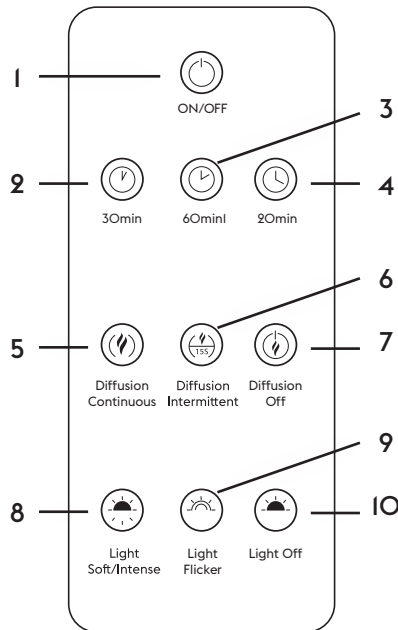 1
ON/OFF
3
2
4
30min
60minl
20min
6
5
(15S)
7
Diffusion Continuous
Diffusion Intermittent
Diffusion Off
9
8
10
Light Soft/Intense
Light Flicker
Light Off